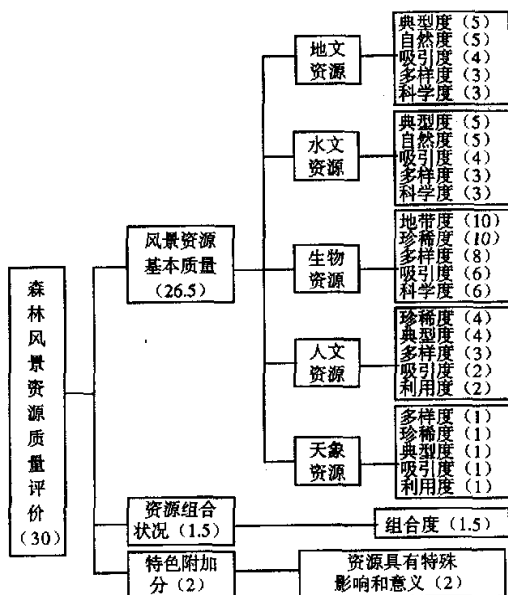 森林风景资源质量评价
(30)
风景资源
基本质量
(26.5)
地文
资源
典型度(5)
自然度(5)
吸引度(4)
多样度(3)
科学度(3)
水文
资源
典型度(5)
自然度(5)
吸引度(4)
多样度(3)
科学度(3)
生物
资源
地带度(10)
珍稀度(10)
多样度(8)
吸引度(6)
科学度(6)
人文
资源
珍稀度(4)
典型度(4)
多样度(3)
吸引度(2)
利用度(2)
天象
资源
多样度(1)
珍稀度(1)
典型度(1)
吸引度(1)
利用度(1)
资源组合
状况(1.5)
组合度(1.5)
特色附加
分(2)
资源具有特殊
影响和意义(2)